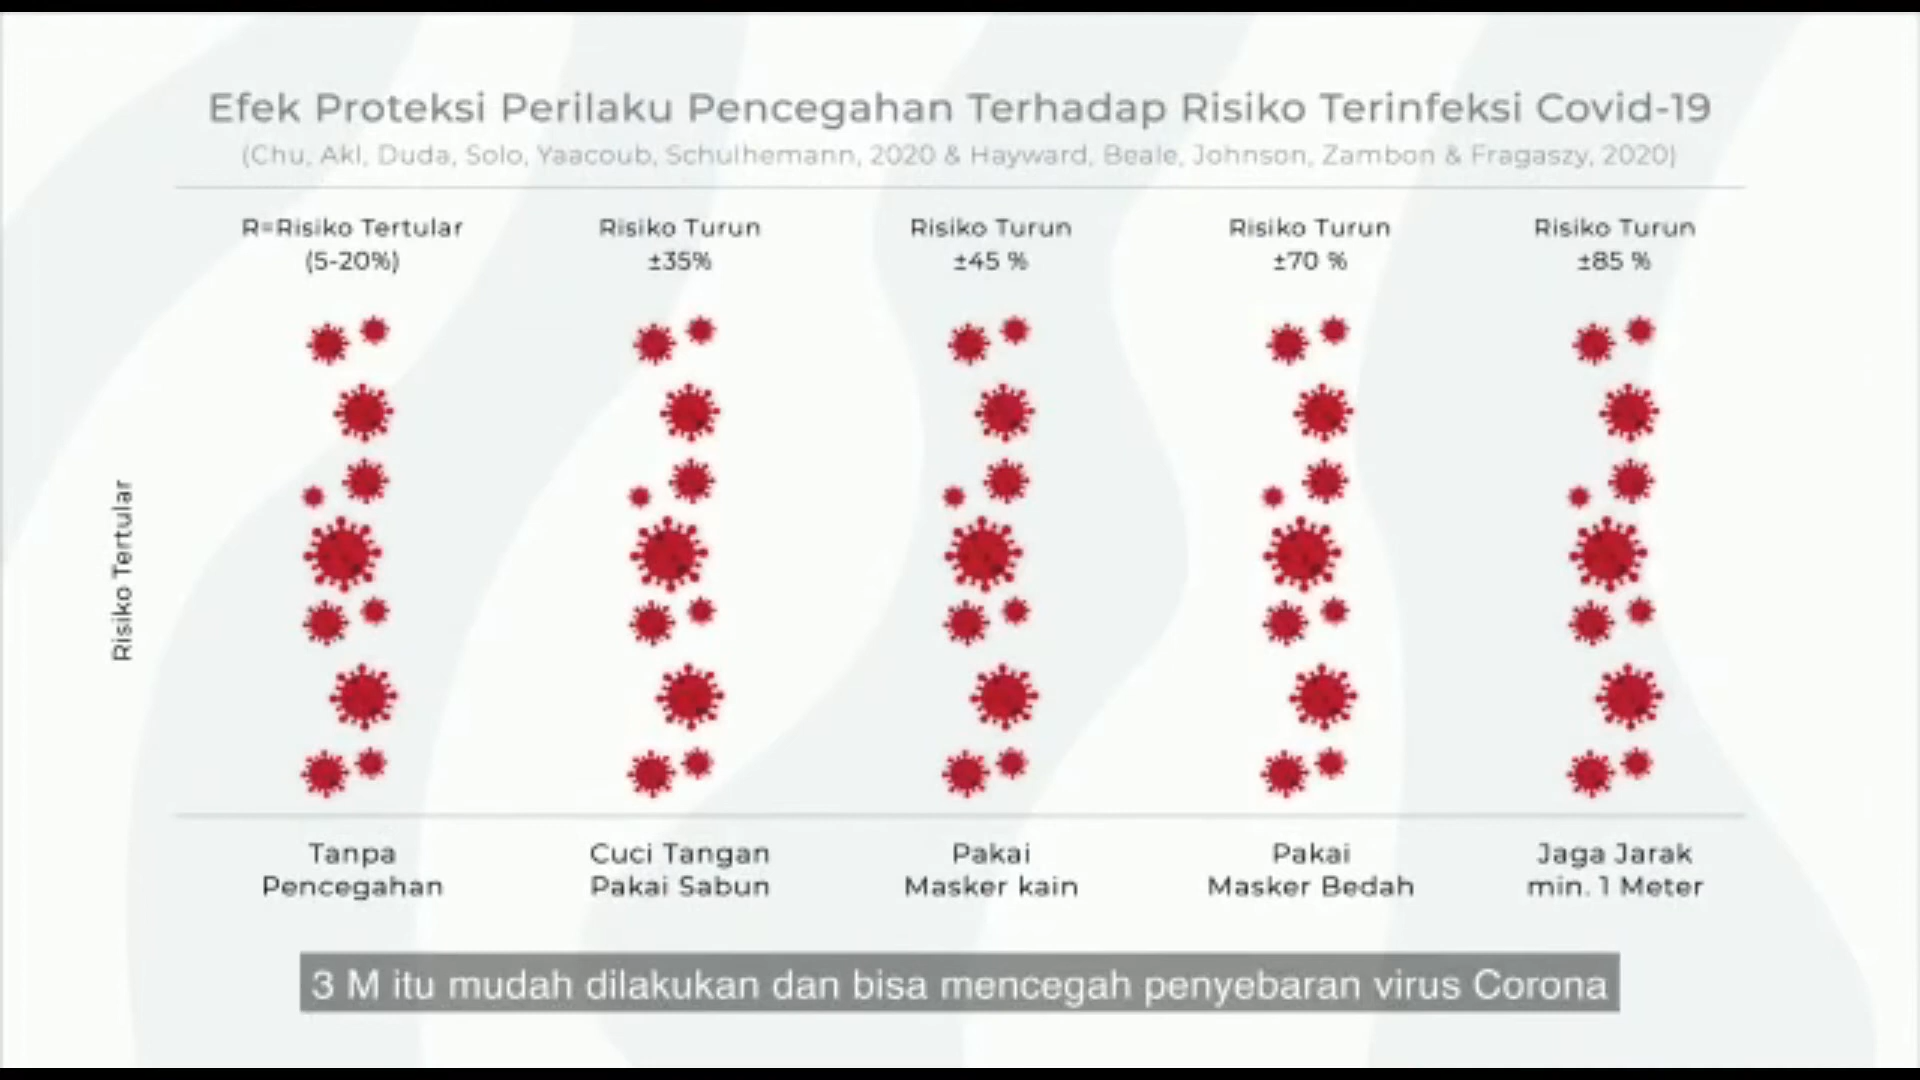 Efek Proteksi Perilaku Pencegahan Terhadap Risiko Terinfeksi Covid-19
(Chu, Akl, Duda, Solo, Yaacoub, Schulhemann, 2020 & Hayward, Beale, Johnson, Zambon & Fragaszy, 2020)
R=Risiko Tertular
(5-20%)
Risiko Turun
±35%
Risiko Turun
±45 %
Risiko Turun
±70 %
Risiko Turun
±85 %
Risiko Tertular
Tanpa
Pencegahan
Cuci Tangan
Pakai Sabun
Pakai
Masker kain
Pakai
Masker Bedah
Jaga Jarak
min. 1 Meter
3 M itu mudah dilakukan dan bisa mencegah penyebaran virus Corona